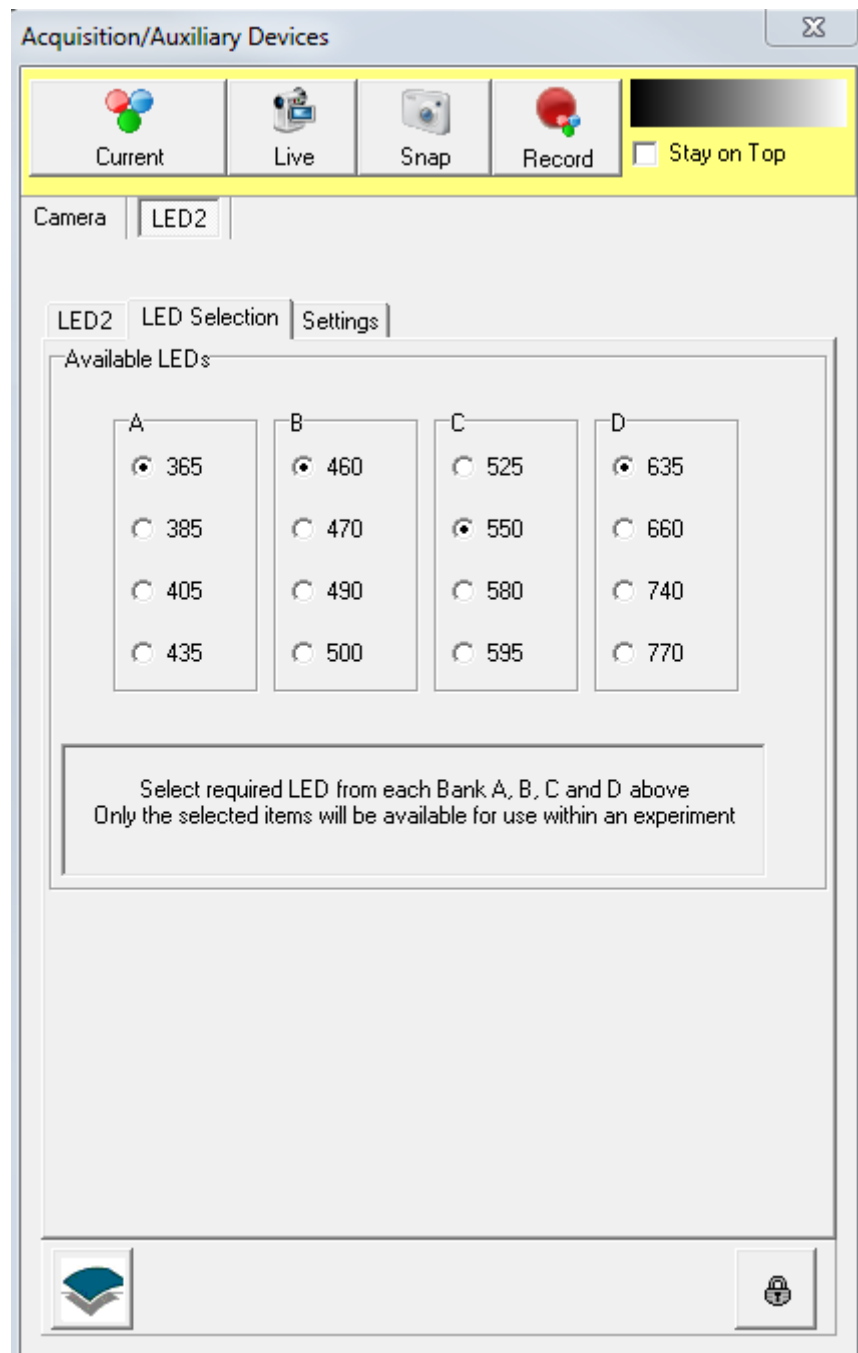 Acquisition/Auxiliary Devices
Current Live Snap Record Stay on Top
Camera LED2
LED2 LED Selection Settings
Available LEDs
A B C D
365 460 525 635
385 470 550 660
405 490 580 740
435 500 595 770
Select required LED from each Bank A, B, C and D above
Only the selected items will be available for use within an experiment